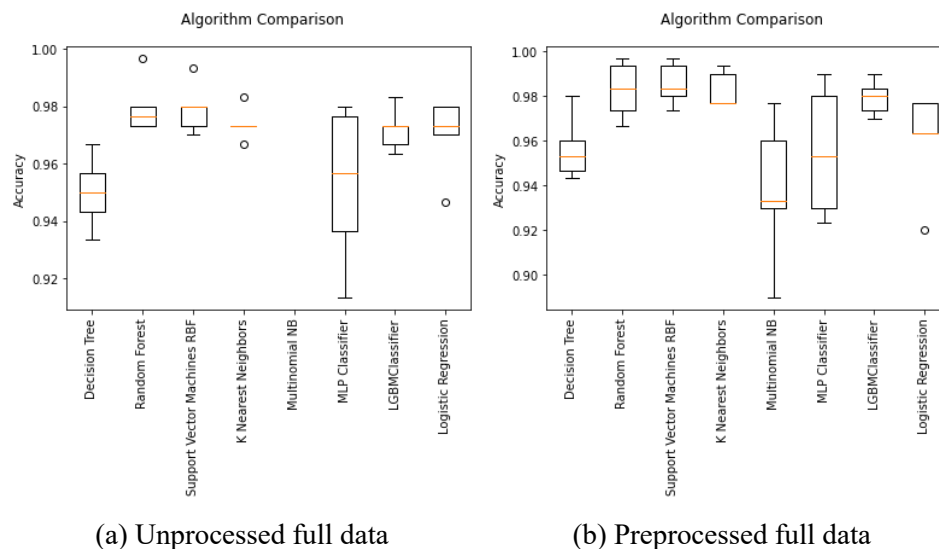 Algorithm Comparison
1.00
0.98
0.96
0.94
0.92
Accuracy
Decision Tree
Random Forest
Support Vector Machines RBF
K Nearest Neighbors
Multinomial NB
MLP Classifier
LGBMClassifier
Logistic Regression
(a) Unprocessed full data
Algorithm Comparison
1.00
0.98
0.96
0.94
0.92
0.90
Accuracy
Decision Tree
Random Forest
Support Vector Machines RBF
K Nearest Neighbors
Multinomial NB
MLP Classifier
LGBMClassifier
Logistic Regression
(b) Preprocessed full data